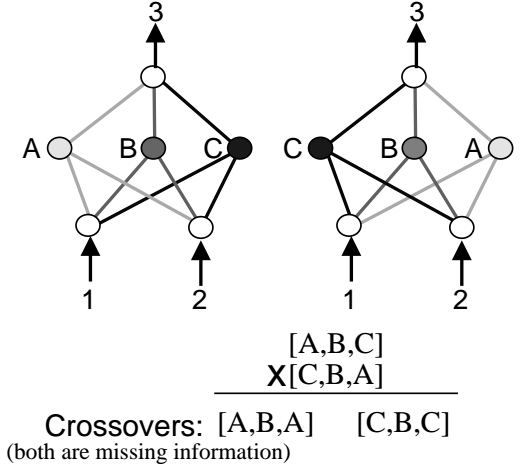 3 3
A B C C B A
1 2 1 2
[A,B,C]
X[C,B,A]
Crossovers: [A,B,A] [C,B,C]
(both are missing information)